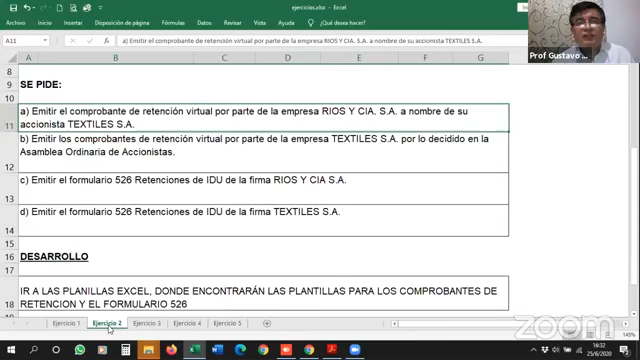 ejercicios.xlsx - Excel
Archivo Inicio Insertar Disposición de página Fórmulas Datos Revisar Vista Ayuda ¿Qué desea hacer?
A11 a) Emitir el comprobante de retención virtual por parte de la empresa RIOS Y CIA. S.A. a nombre de su accionista TEXTILES S.A.
Prof Gustavo
A B C D E F G
8
9 SE PIDE:
10
a) Emitir el comprobante de retención virtual por parte de la empresa RIOS Y CIA. S.A. a nombre de su
11 accionista TEXTILES S.A.
b) Emitir los comprobantes de retención virtual por parte de la empresa TEXTILES S.A. por lo decidido en la
Asamblea Ordinaria de Accionistas.
12
c) Emitir el formulario 526 Retenciones de IDU de la firma RIOS Y CIA S.A.
13
d) Emitir el formulario 526 Retenciones de IDU de la firma TEXTILES S.A.
14
15
16 DESARROLLO
17
IR A LAS PLANILLAS EXCEL, DONDE ENCONTRARÁN LAS PLANTILLAS PARA LOS COMPROBANTES DE
18 RETENCION Y EL FORMULARIO 526
Ejercicio 1 Ejercicio 2 Ejercicio 3 Ejercicio 4 Ejercicio 5
145%
zoom
16:32
25/6/2020